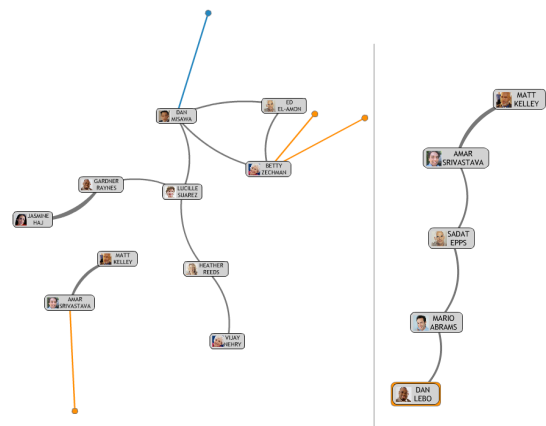 DAN
MISAWA
ED
EL-AMON
BETTY
ZECHMAN
GARDNER
RAYNES
LUCILLE
SUAREZ
JASMINE
HAJ
MATT
KELLEY
HEATHER
REEDS
AMAR
SRIVASTAVA
VIJAY
NEHRY
MATT
KELLEY
AMAR
SRIVASTAVA
SADAT
EPPS
MARIO
ABRAMS
DAN
LEBO